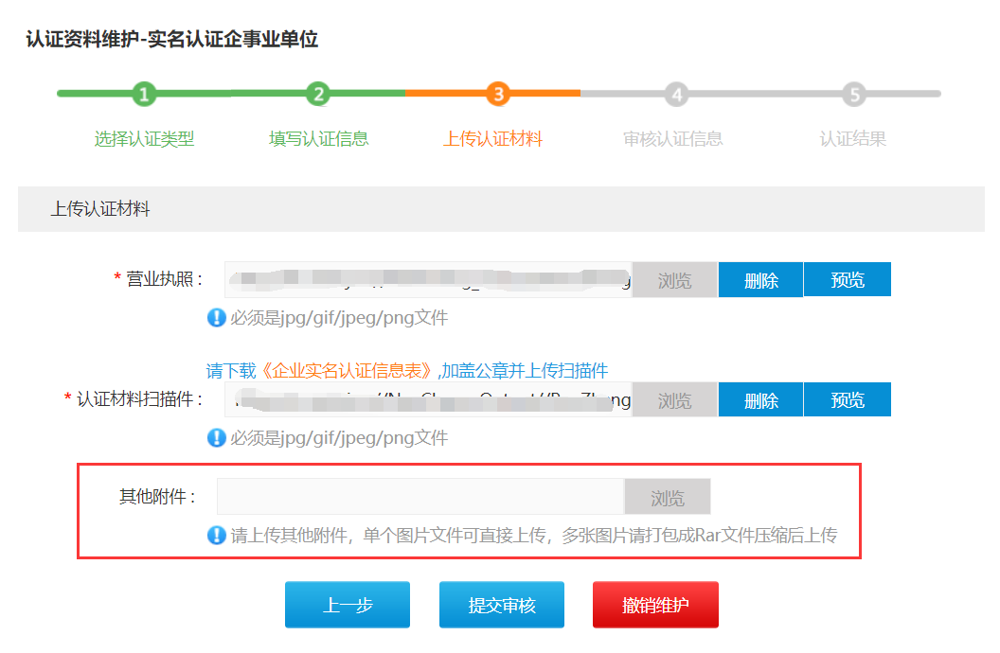 认证资料维护-实名认证企事业单位
1 2 3 4 5
选择认证类型 填写认证信息 上传认证材料 审核认证信息 认证结果
上传认证材料
* 营业执照： 浏览 删除 预览
必须是jpg/gif/jpeg/png文件
请下载《企业实名认证信息表》,加盖公章并上传扫描件
* 认证材料扫描件： 浏览 删除 预览
必须是jpg/gif/jpeg/png文件
其他附件： 浏览
请上传其他附件，单个图片文件可直接上传，多张图片请打包成Rar文件压缩后上传
上一步 提交审核 撤销维护